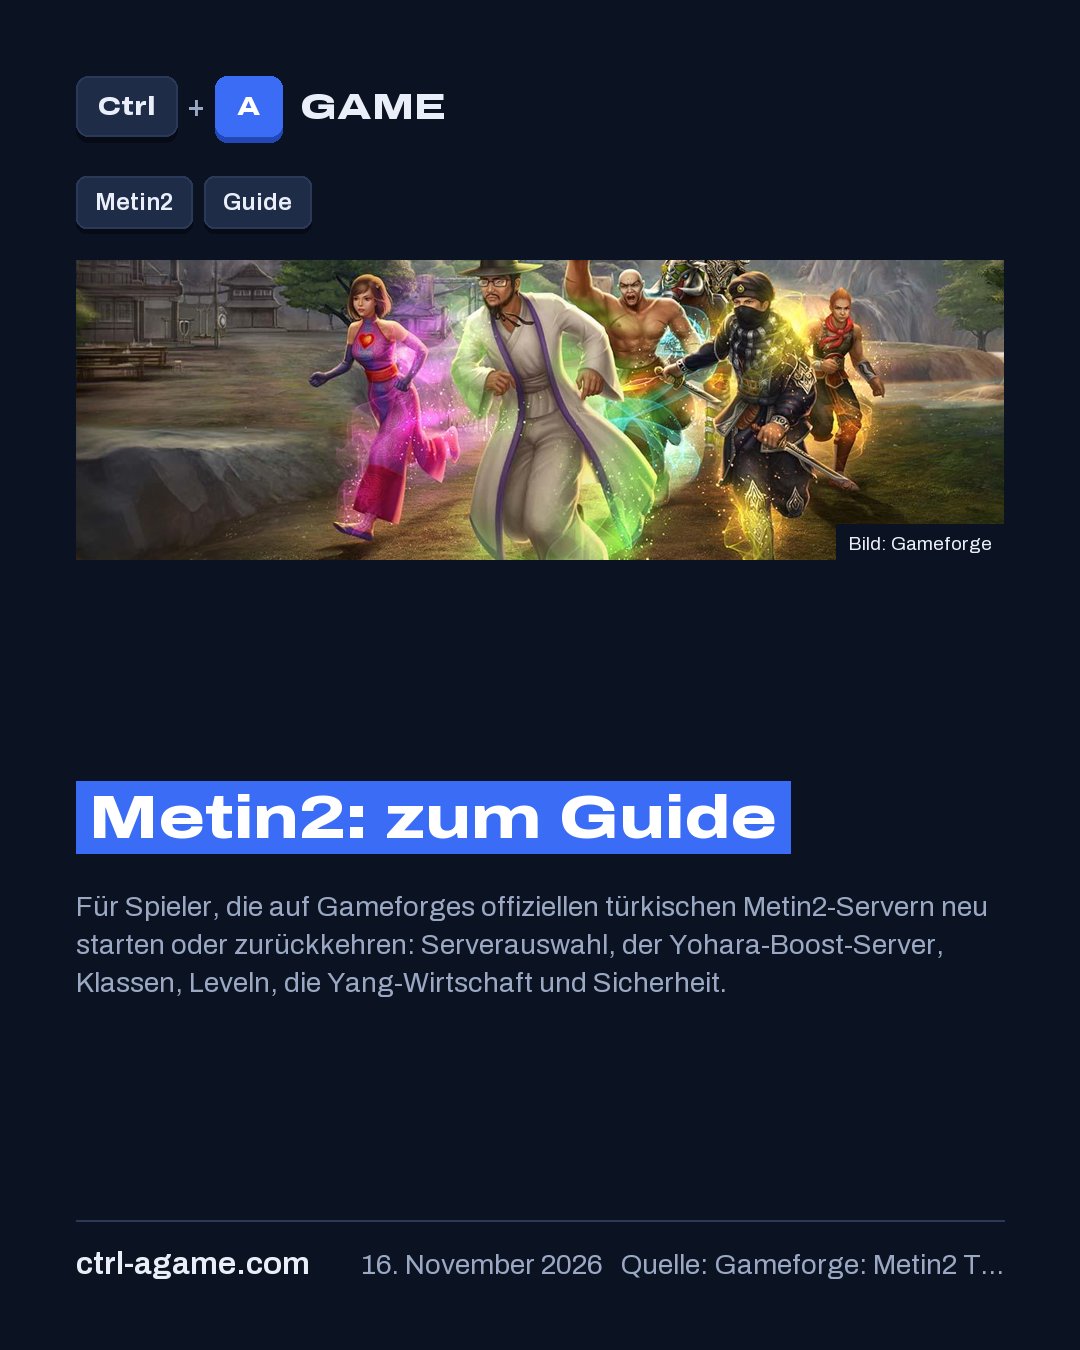 Ctrl + A GAME
Metin2 Guide
Bild: Gameforge
Metin2: zum Guide
Für Spieler, die auf Gameforges offiziellen türkischen Metin2-Servern neu
starten oder zurückkehren: Serverauswahl, der Yohara-Boost-Server,
Klassen, Leveln, die Yang-Wirtschaft und Sicherheit.
ctrl-agame.com 16. November 2026 Quelle: Gameforge: Metin2 T...